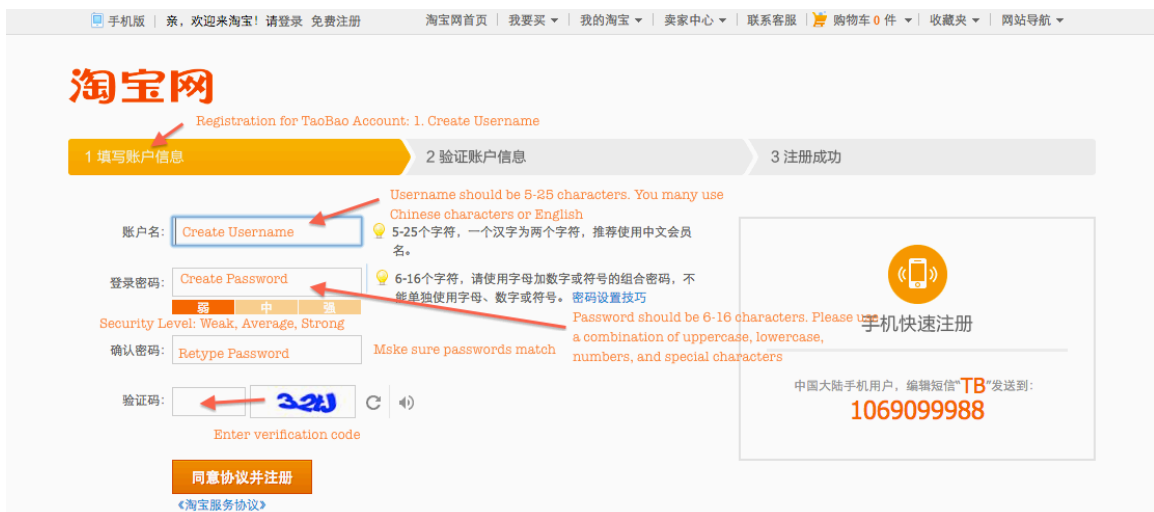 手机版 亲，欢迎来淘宝！请登录 免费注册 淘宝网首页 我要买 我的淘宝 卖家中心 联系客服 购物车0件 收藏夹 网站导航
淘宝网
Registration for TaoBao Account: 1. Create Username
1 填写账户信息 2 验证账户信息 3 注册成功
Username should be 5-25 characters. You many use
Chinese characters or English
账户名: Create Username 5-25个字符，一个汉字为两个字符，推荐使用中文会员
名。
登录密码: Create Password 6-16个字符，请使用字母加数字或符号的组合密码，不
能单独使用字母、数字或符号。 密码设置技巧
弱 中 强
Security Level: Weak, Average, Strong
Password should be 6-16 characters. Please use
a combination of uppercase, lowercase,
numbers, and special characters
确认密码: Retype Password Mske sure passwords match
验证码:
Enter verification code
同意协议并注册
《淘宝服务协议》
手机快速注册
中国大陆手机用户，编辑短信"TB"发送到:
1069099988